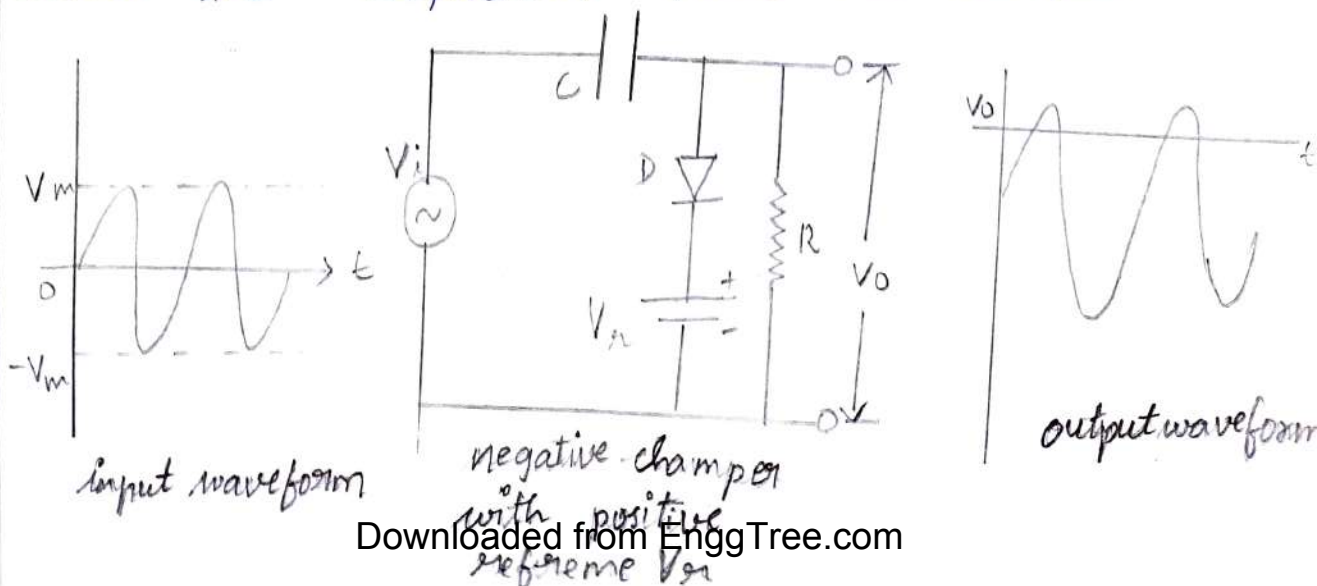 Vm
0
-Vm
t
input waveform
Vi
C
D
Vr
+
-
R
Vo
negative champer
with positive
refreme Vr
Vo
t
output waveform
Downloaded from EnggTree.com